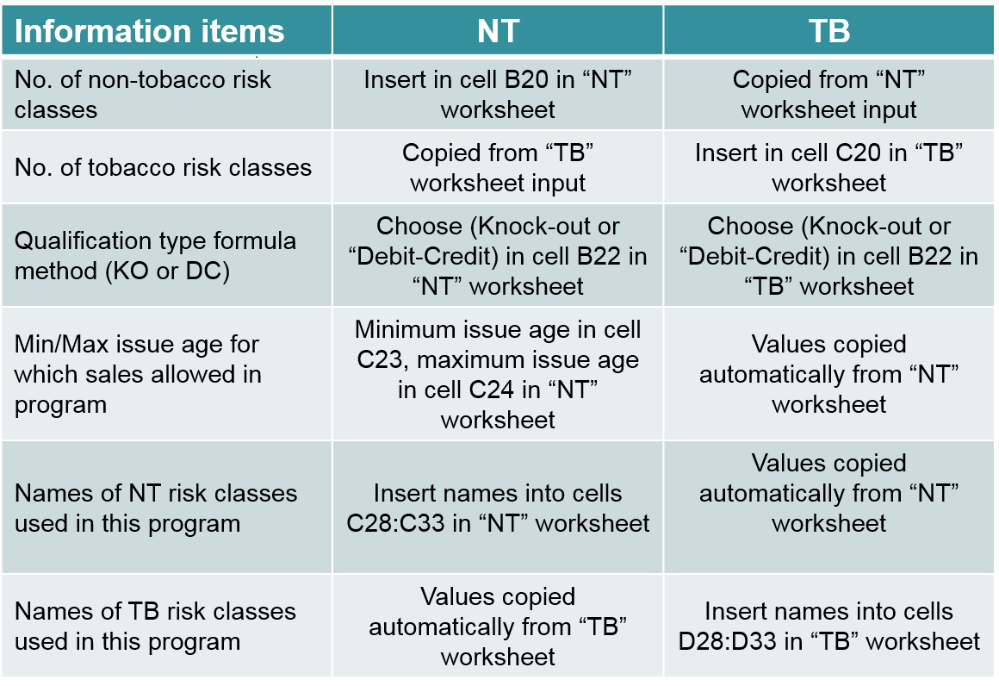 Information items
NT
TB
No. of non-tobacco risk
classes
Insert in cell B20 in “NT”
worksheet
Copied from “NT”
worksheet input
No. of tobacco risk classes
Copied from “TB”
worksheet input
Insert in cell C20 in “TB”
worksheet
Qualification type formula
method (KO or DC)
Choose (Knock-out or
“Debit-Credit) in cell B22 in
“NT” worksheet
Choose (Knock-out or
“Debit-Credit) in cell B22 in
“TB” worksheet
Min/Max issue age for
which sales allowed in
program
Minimum issue age in cell
C23, maximum issue age
in cell C24 in “NT”
worksheet
Values copied
automatically from “NT”
worksheet
Names of NT risk classes
used in this program
Insert names into cells
C28:C33 in “NT” worksheet
Values copied
automatically from “NT”
worksheet
Names of TB risk classes
used in this program
Values copied
automatically from “TB”
worksheet
Insert names into cells
D28:D33 in “TB” worksheet